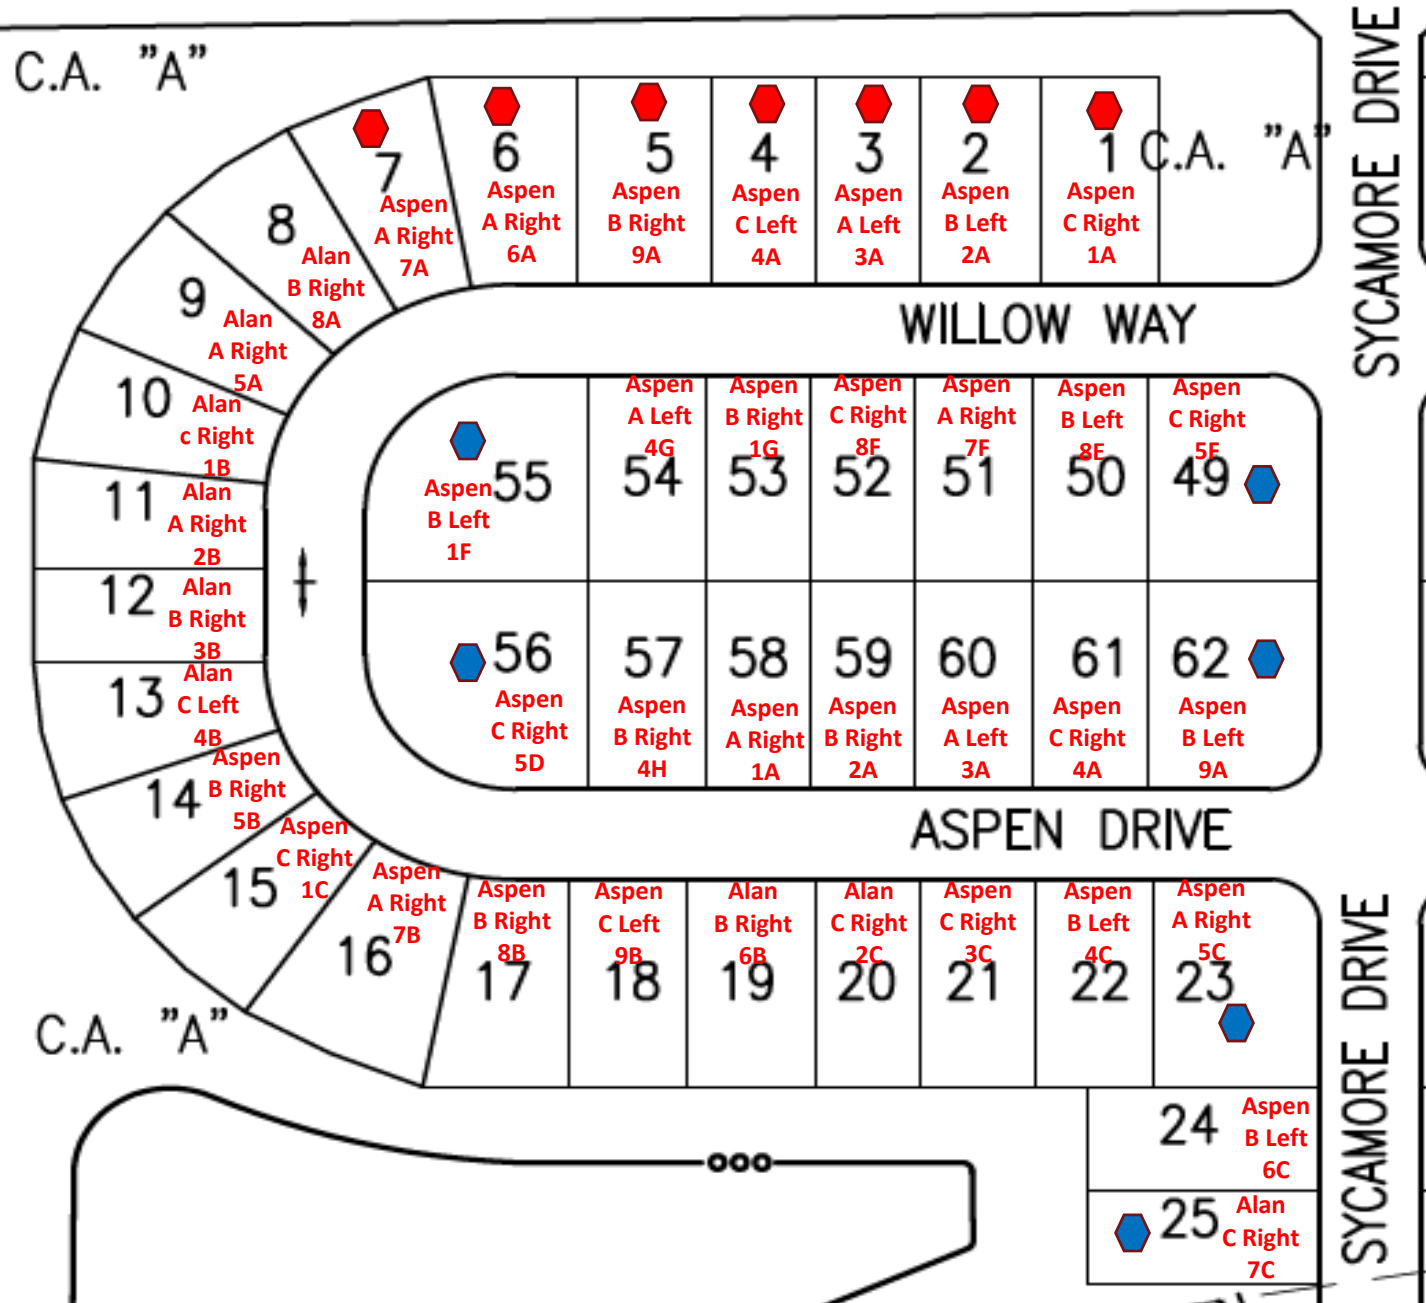 C.A. "A"
SYCAMORE DRIVE
7
Aspen
A Right
7A
6
Aspen
A Right
6A
5
Aspen
B Right
9A
4
Aspen
C Left
4A
3
Aspen
A Left
3A
2
Aspen
B Left
2A
1
Aspen
C Right
1A
C.A. "A"
8
Alan
B Right
8A
9
Alan
A Right
5A
10
Alan
c Right
1B
11
Alan
A Right
2B
12
Alan
B Right
3B
13
Alan
C Left
4B
14
Aspen
B Right
5B
15
Aspen
C Right
1C
16
Aspen
A Right
7B
WILLOW WAY
55
Aspen
B Left
1F
Aspen
A Left
4G
54
Aspen
B Right
1G
53
Aspen
C Right
8F
52
Aspen
A Right
7F
51
Aspen
B Left
8E
50
Aspen
C Right
5E
49
56
Aspen
C Right
5D
57
Aspen
B Right
4H
58
Aspen
A Right
1A
59
Aspen
B Right
2A
60
Aspen
A Left
3A
61
Aspen
C Right
4A
62
Aspen
B Left
9A
ASPEN DRIVE
Aspen
B Right
8B
17
Aspen
C Left
9B
18
Alan
B Right
6B
19
Alan
C Right
2C
20
Aspen
C Right
3C
21
Aspen
B Left
4C
22
Aspen
A Right
5C
23
SYCAMORE DRIVE
C.A. "A"
24
Aspen
B Left
6C
25
Alan
C Right
7C